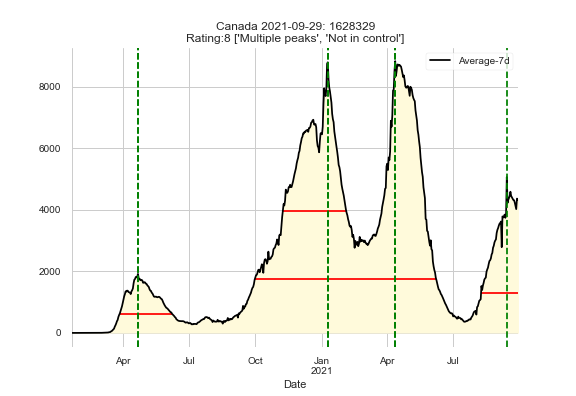 Canada 2021-09-29: 1628329
Rating:8 ['Multiple peaks', 'Not in control']
Average-7d
8000
6000
4000
2000
0
Apr
Jul
Oct
Jan
2021
Apr
Jul
Date